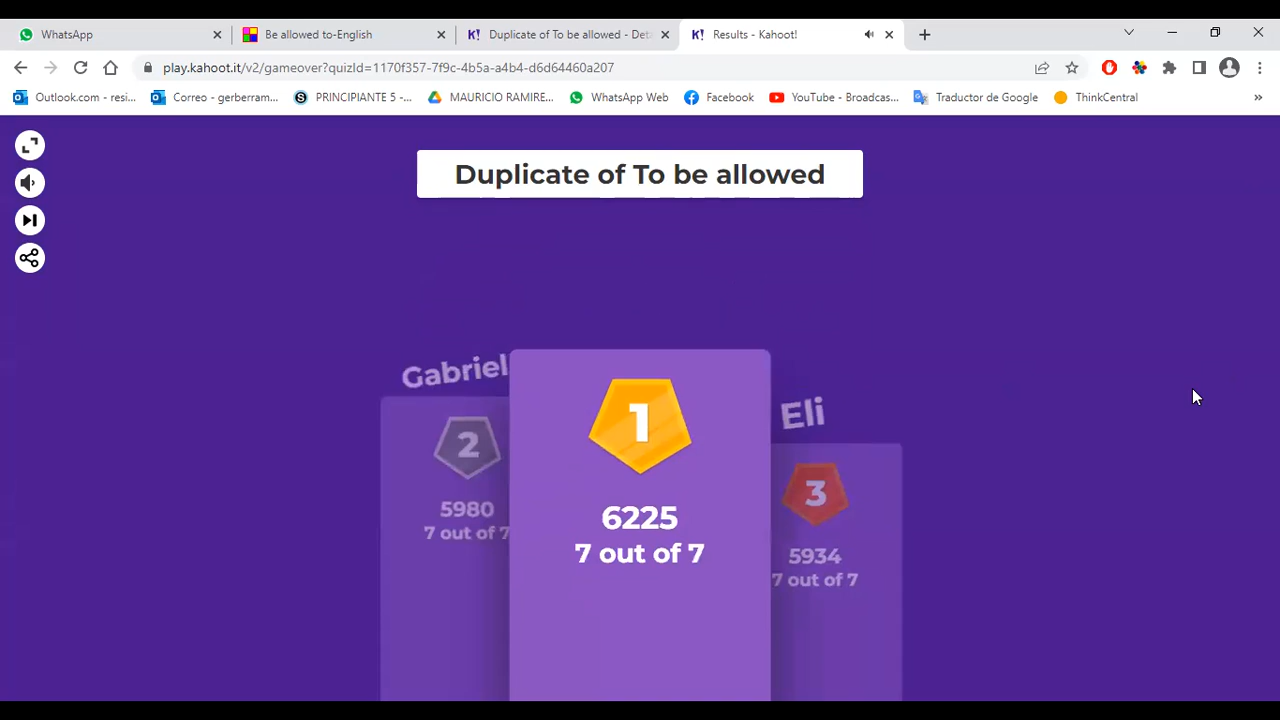 WhatsApp
Be allowed to-English
K! Duplicate of To be allowed - Deta
K! Results - Kahoot!
play.kahoot.it/v2/gameover?quizId=1170f357-7f9c-4b5a-a4b4-d6d64460a207
Outlook.com - resi...
Correo - gerberram...
S PRINCIPIANTE 5 -...
MAURICIO RAMIRE...
WhatsApp Web
Facebook
YouTube - Broadcas...
Traductor de Google
ThinkCentral
»
Duplicate of To be allowed
Gabriel
2
5980
7 out of 7
1
6225
7 out of 7
Eli
3
5934
7 out of 7